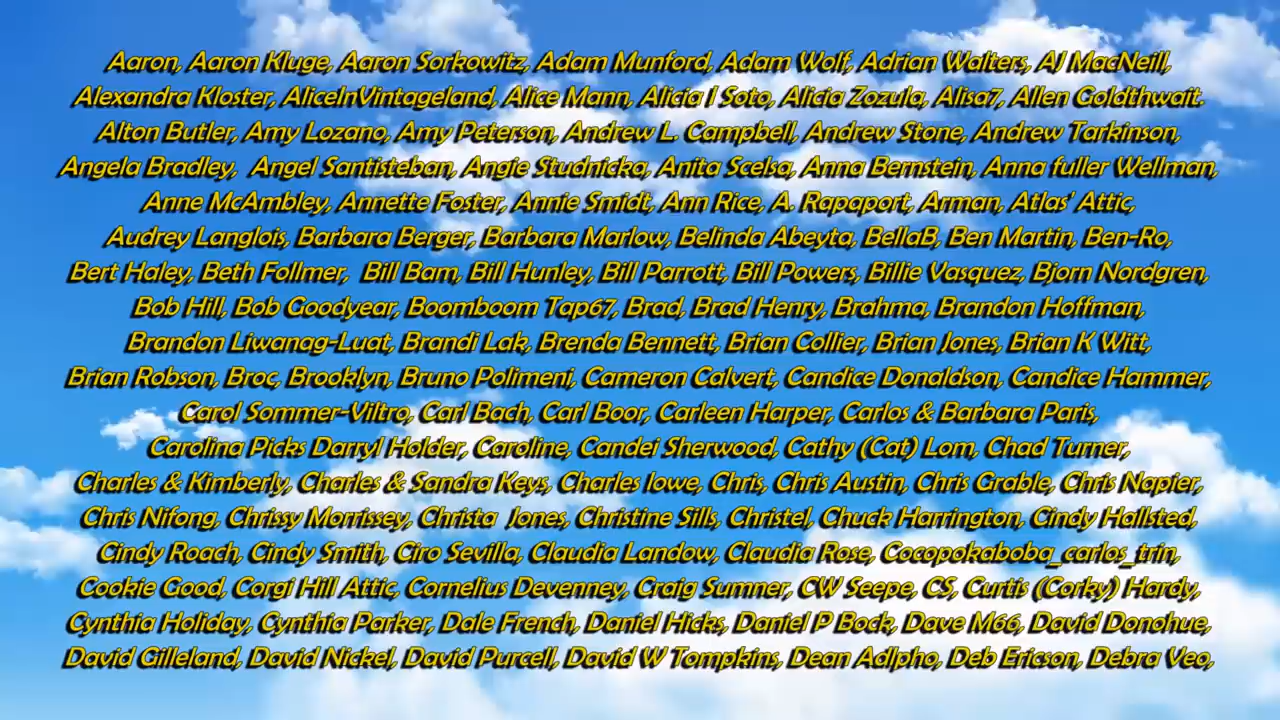 Aaron, Aaron Kluge, Aaron Sorkowitz, Adam Munford, Adam Wolf, Adrian Walters, AJ MacNeill,
Alexandra Kloster, AliceInVintageland, Alice Mann, Alicia I Soto, Alicia Zozula, Alisa7, Allen Goldthwait.
Alton Butler, Amy Lozano, Amy Peterson, Andrew L. Campbell, Andrew Stone, Andrew Tarkinson,
Angela Bradley,  Angel Santisteban, Angie Studnicka, Anita Scelsa, Anna Bernstein, Anna fuller Wellman,
Anne McAmbley, Annette Foster, Annie Smidt, Ann Rice, A. Rapaport, Arman, Atlas' Attic,
Audrey Langlois, Barbara Berger, Barbara Marlow, Belinda Abeyta, BellaB, Ben Martin, Ben-Ro,
Bert Haley, Beth Follmer,  Bill Bam, Bill Hunley, Bill Parrott, Bill Powers, Billie Vasquez, Bjorn Nordgren,
Bob Hill, Bob Goodyear, Boomboom Tap67, Brad, Brad Henry, Brahma, Brandon Hoffman,
Brandon Liwanag-Luat, Brandi Lak, Brenda Bennett, Brian Collier, Brian Jones, Brian K Witt,
Brian Robson, Broc, Brooklyn, Bruno Polimeni, Cameron Calvert, Candice Donaldson, Candice Hammer,
Carol Sommer-Viltro, Carl Bach, Carl Boor, Carleen Harper, Carlos & Barbara Paris,
Carolina Picks Darryl Holder, Caroline, Candei Sherwood, Cathy (Cat) Lom, Chad Turner,
Charles & Kimberly, Charles & Sandra Keys, Charles lowe, Chris, Chris Austin, Chris Grable, Chris Napier,
Chris Nifong, Chrissy Morrissey, Christa  Jones, Christine Sills, Christel, Chuck Harrington, Cindy Hallsted,
Cindy Roach, Cindy Smith, Ciro Sevilla, Claudia Landow, Claudia Rose, Cocopokaboba_carlos_trin,
Cookie Good, Corgi Hill Attic, Cornelius Devenney, Craig Sumner, CW Seepe, CS, Curtis (Corky) Hardy,
Cynthia Holiday, Cynthia Parker, Dale French, Daniel Hicks, Daniel P Bock, Dave M66, David Donohue,
David Gilleland, David Nickel, David Purcell, David W Tompkins, Dean Adlpho, Deb Ericson, Debra Veo,